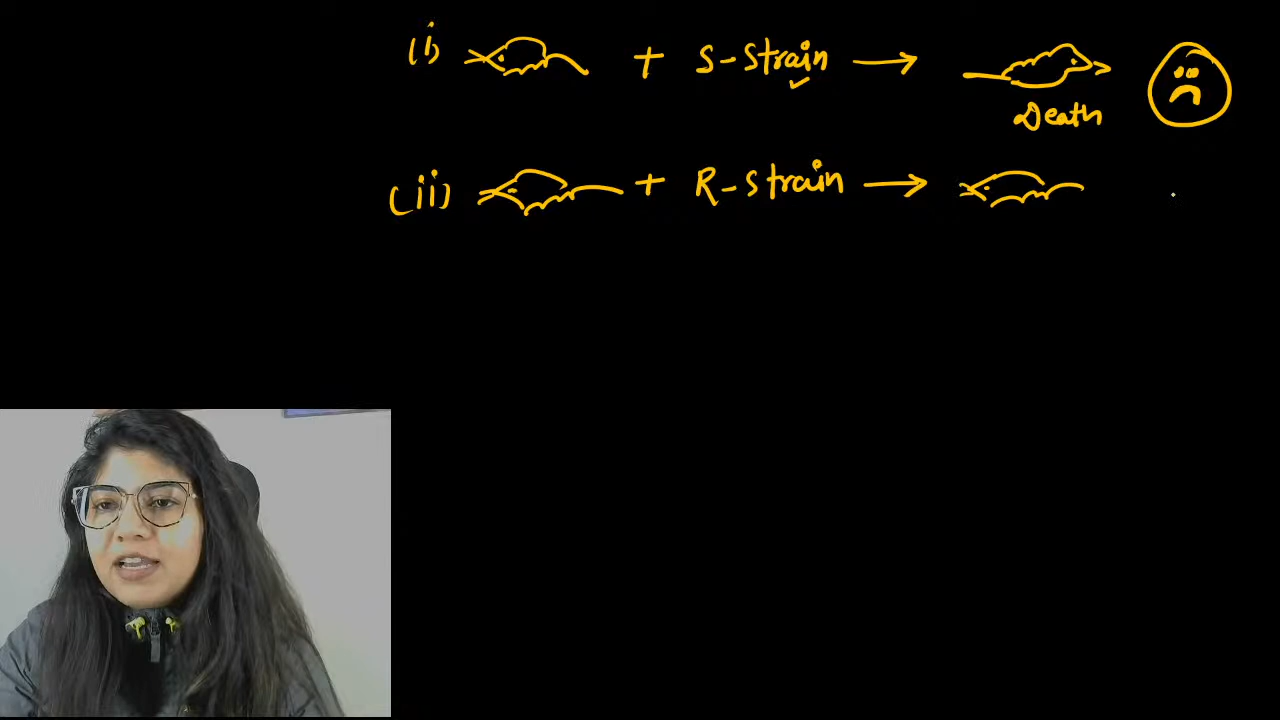 (i) + S-Strain →
Death
(ii) + R-Strain →